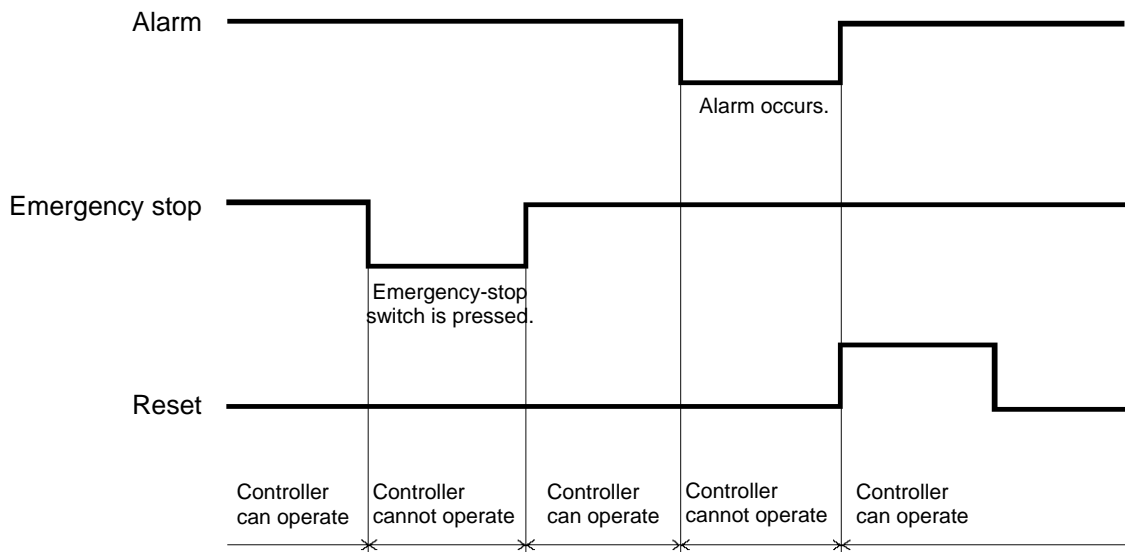 Alarm
Alarm occurs.
Emergency stop
Emergency-stop
switch is pressed.
Reset
Controller
can operate
Controller
cannot operate
Controller
can operate
Controller
cannot operate
Controller
can operate